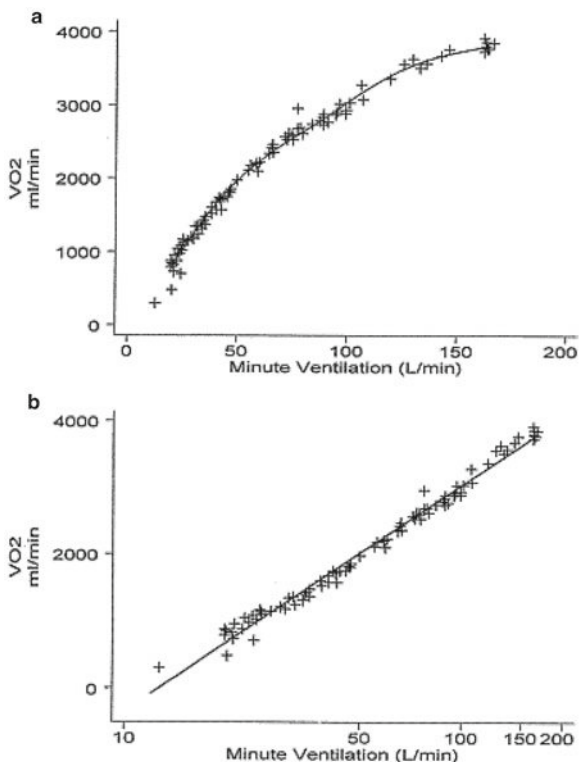 a
4000
3000
VO2
ml/min
2000
1000
0
0 50 100 150 200
Minute Ventilation (L/min)
b
4000
VO2
ml/min
2000
0
10 50 100 150 200
Minute Ventilation (L/min)